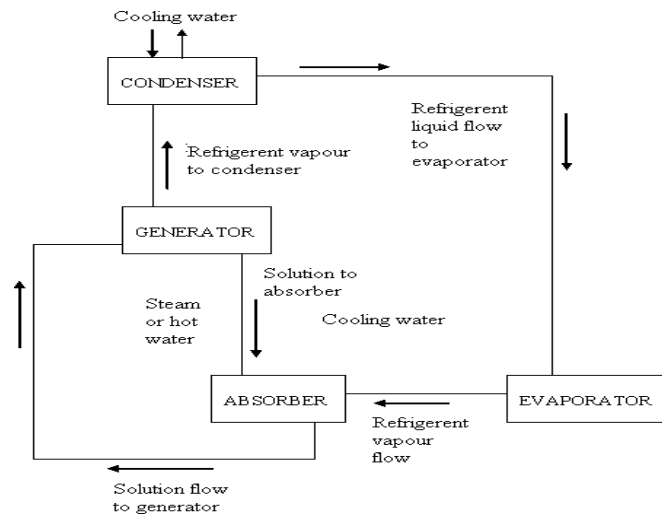 Cooling water
CONDENSER
Refrigerent
liquid flow
to
evaporator
Refrigerent vapour
to condenser
GENERATOR
Solution to
absorber
Steam
or hot
water
Cooling water
ABSORBER
EVAPORATOR
Refrigerent
vapour
flow
Solution flow
to generator